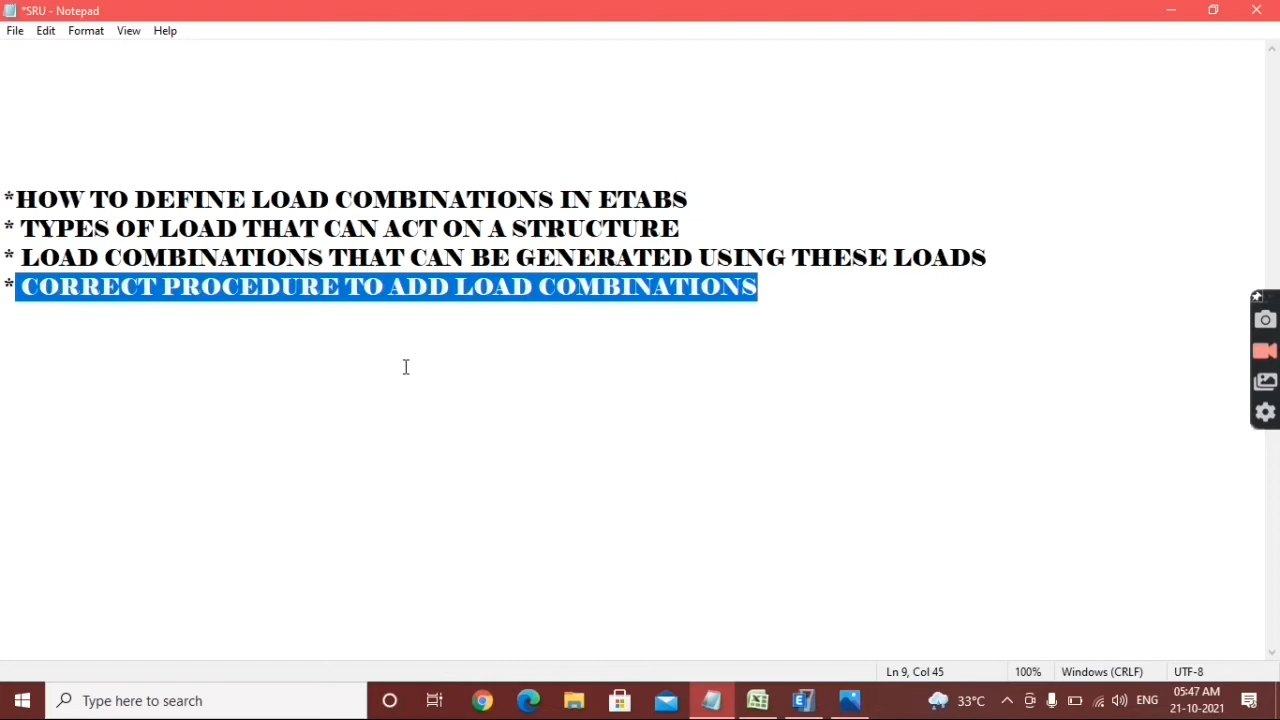 *SRU - Notepad
File Edit Format View Help
*HOW TO DEFINE LOAD COMBINATIONS IN ETABS
* TYPES OF LOAD THAT CAN ACT ON A STRUCTURE
* LOAD COMBINATIONS THAT CAN BE GENERATED USING THESE LOADS
* CORRECT PROCEDURE TO ADD LOAD COMBINATIONS
Ln 9, Col 45 100% Windows (CRLF) UTF-8
Type here to search 33°C ENG 05:47 AM
21-10-2021